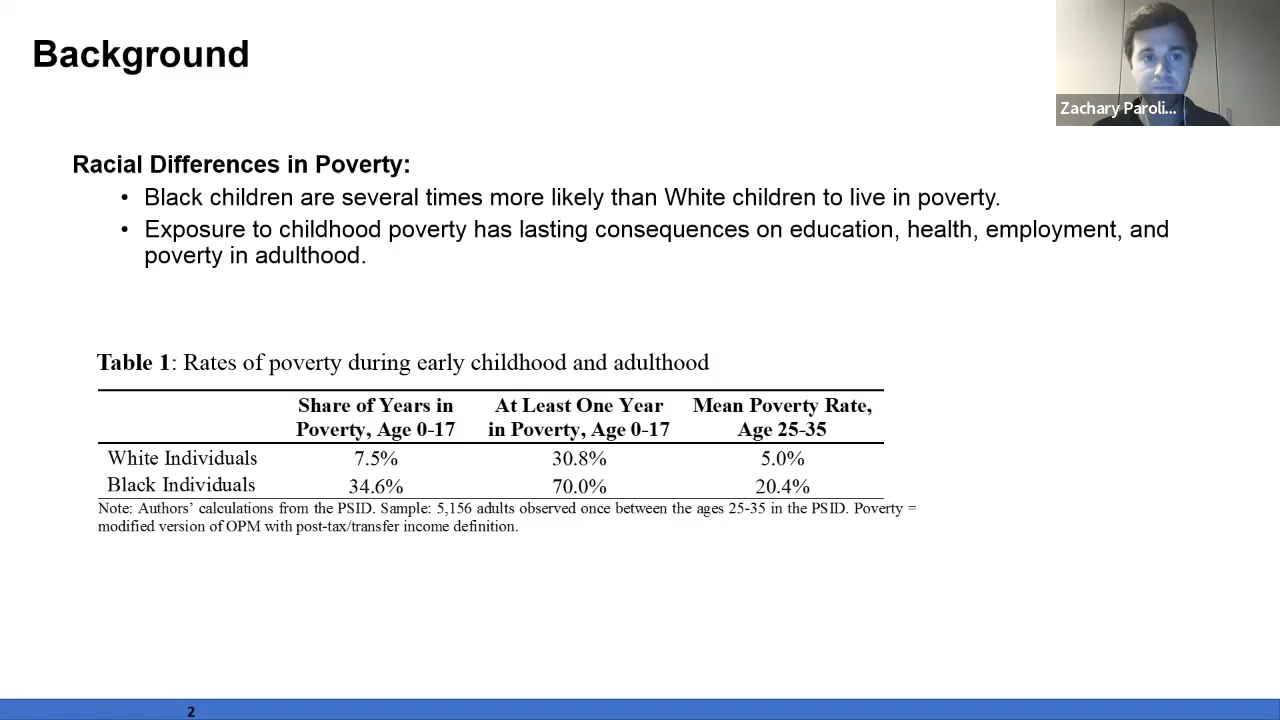 Background
Zachary Paroli...
Racial Differences in Poverty:
• Black children are several times more likely than White children to live in poverty.
• Exposure to childhood poverty has lasting consequences on education, health, employment, and
poverty in adulthood.
Table 1: Rates of poverty during early childhood and adulthood
Share of Years in Poverty, Age 0-17 At Least One Year in Poverty, Age 0-17 Mean Poverty Rate, Age 25-35
White Individuals 7.5% 30.8% 5.0%
Black Individuals 34.6% 70.0% 20.4%
Note: Authors' calculations from the PSID. Sample: 5,156 adults observed once between the ages 25-35 in the PSID. Poverty =
modified version of OPM with post-tax/transfer income definition.
2